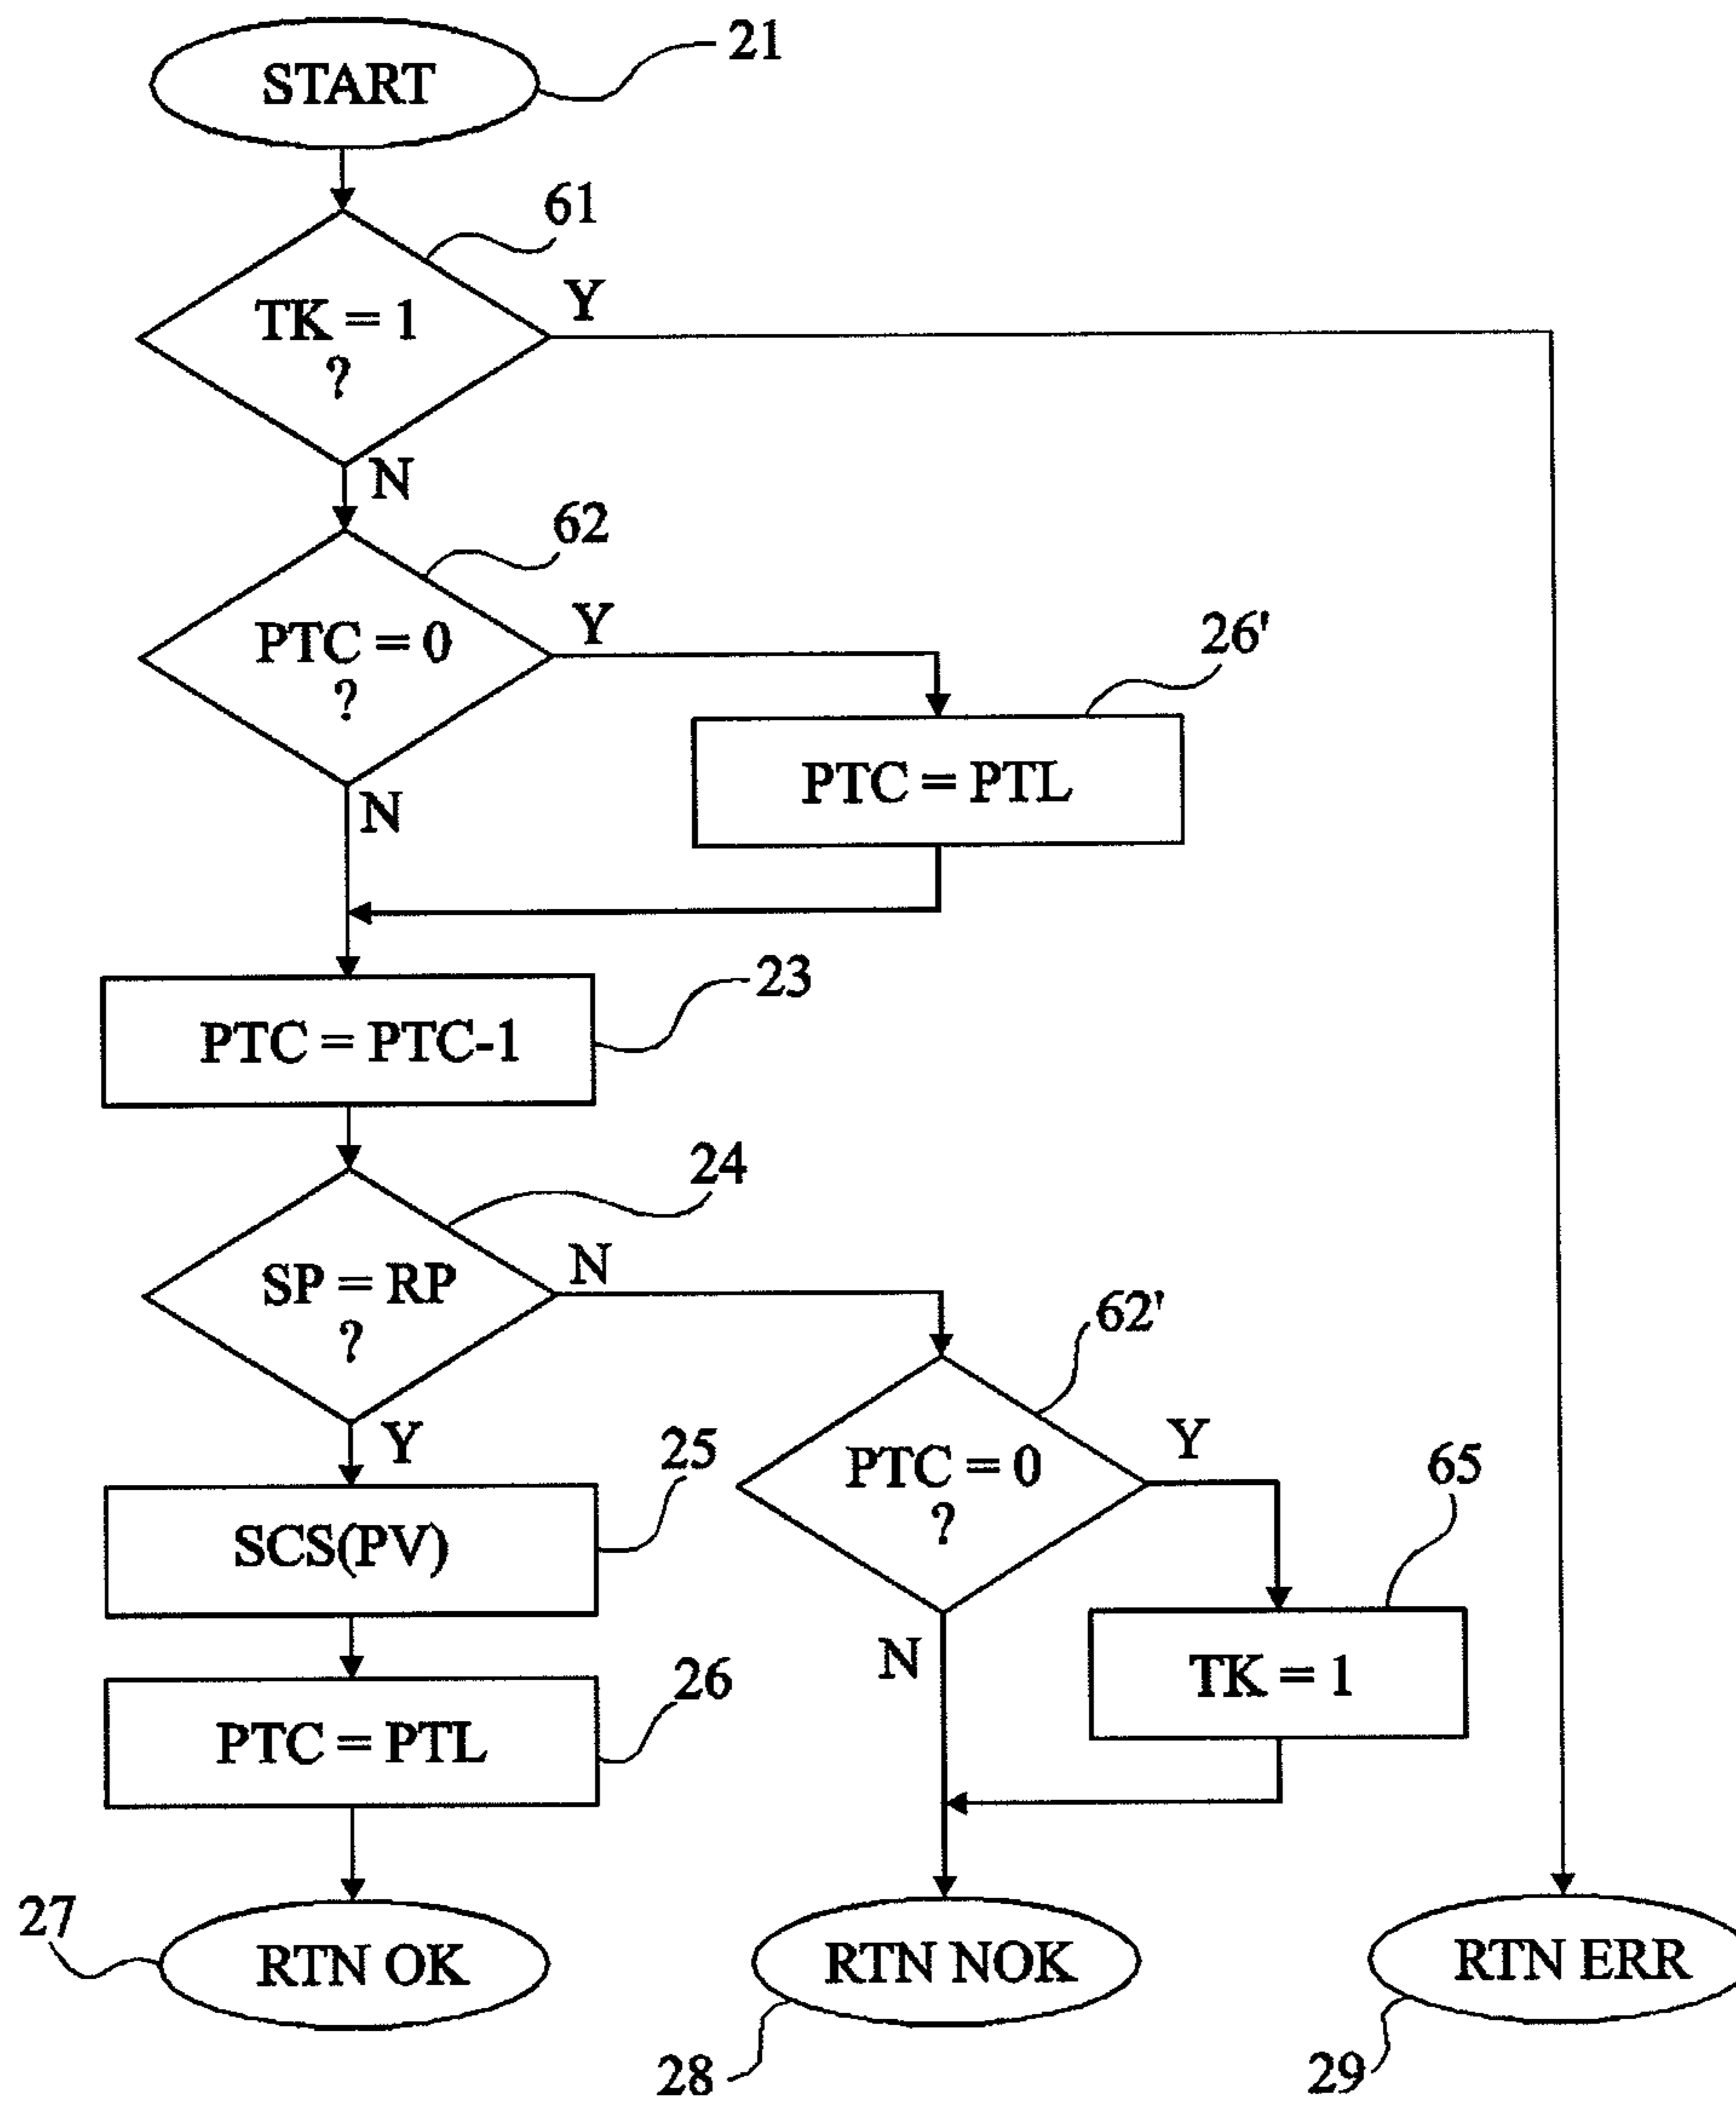 START
21
61
TK = 1
?
Y
N
62
PTC = 0
?
Y
26'
PTC = PTL
N
23
PTC = PTC-1
24
SP = RP
?
N
62'
Y
25
SCS(PV)
PTC = 0
?
Y
65
N
TK = 1
26
PTC = PTL
27
RTN OK
RTN NOK
RTN ERR
28
29